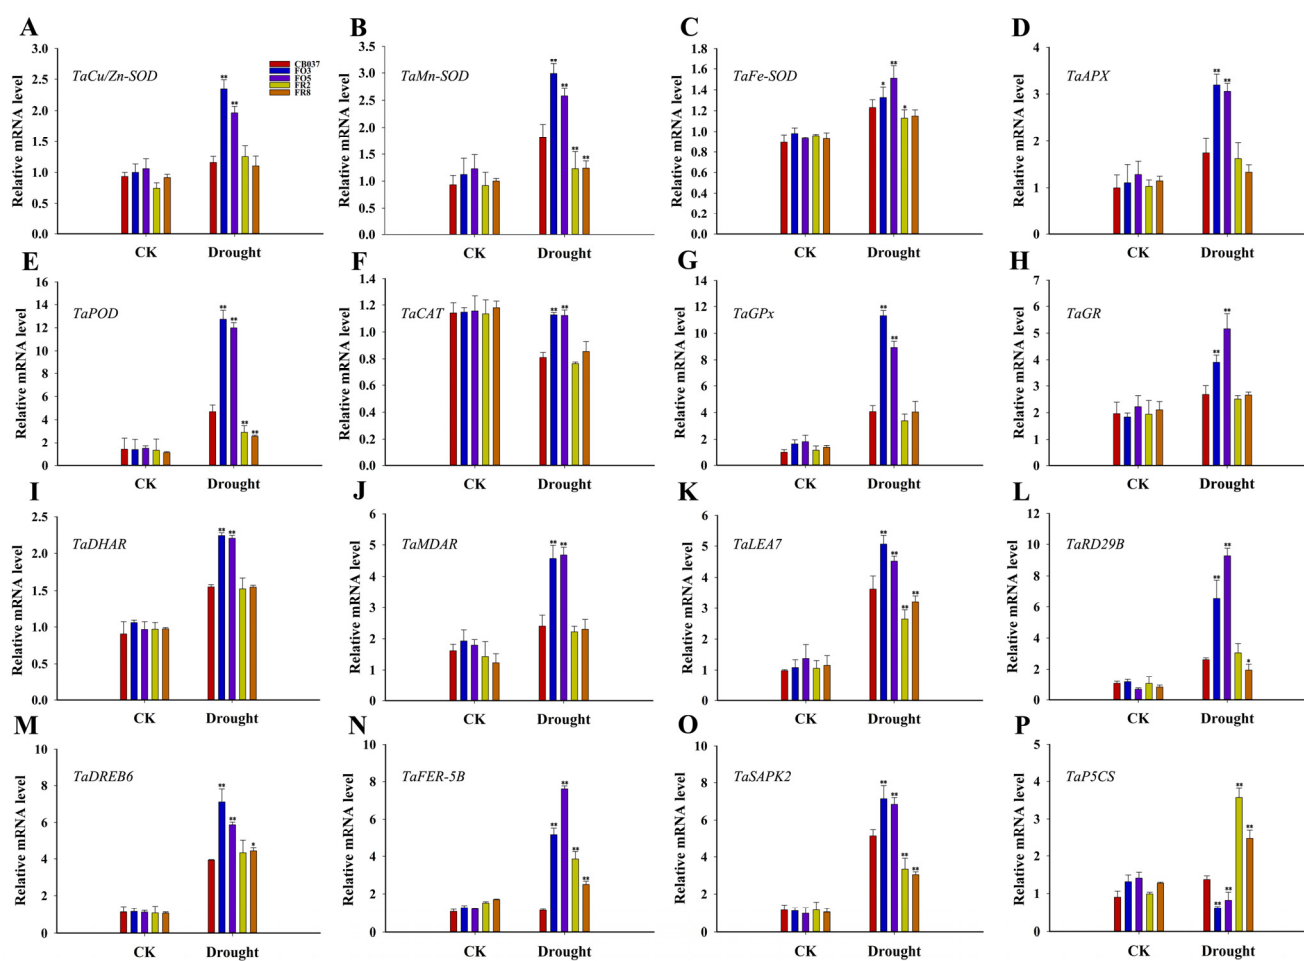 A
Relative mRNA level
3.0
2.5
2.0
1.5
1.0
0.5
0.0
TaCu/Zn-SOD
CB037
FO3
FO5
FR2
FR8
**
**
CK Drought
B
Relative mRNA level
3.5
3.0
2.5
2.0
1.5
1.0
0.5
0.0
TaMn-SOD
**
**
**
**
CK Drought
C
Relative mRNA level
1.8
1.6
1.4
1.2
1.0
0.8
0.6
0.4
0.2
0.0
TaFe-SOD
*
**
*
CK Drought
D
Relative mRNA level
4
3
2
1
0
TaAPX
**
**
CK Drought
E
Relative mRNA level
16
14
12
10
8
6
4
2
0
TaPOD
**
**
**
**
CK Drought
F
Relative mRNA level
1.4
1.2
1.0
0.8
0.6
0.4
0.2
0.0
TaCAT
**
**
CK Drought
G
Relative mRNA level
14
12
10
8
6
4
2
0
TaGPx
**
**
CK Drought
H
Relative mRNA level
7
6
5
4
3
2
1
0
TaGR
**
**
CK Drought
I
Relative mRNA level
2.5
2.0
1.5
1.0
0.5
0.0
TaDHAR
**
**
CK Drought
J
Relative mRNA level
6
5
4
3
2
1
0
TaMDAR
**
**
CK Drought
K
Relative mRNA level
6
5
4
3
2
1
0
TaLEA7
**
**
**
**
CK Drought
L
Relative mRNA level
12
10
8
6
4
2
0
TaRD29B
**
**
*
CK Drought
M
Relative mRNA level
10
8
6
4
2
0
TaDREB6
**
**
*
CK Drought
N
Relative mRNA level
10
8
6
4
2
0
TaFER-5B
**
**
**
**
CK Drought
O
Relative mRNA level
10
8
6
4
2
0
TaSAPK2
**
**
**
**
CK Drought
P
Relative mRNA level
5
4
3
2
1
0
TaP5CS
**
**
**
**
CK Drought